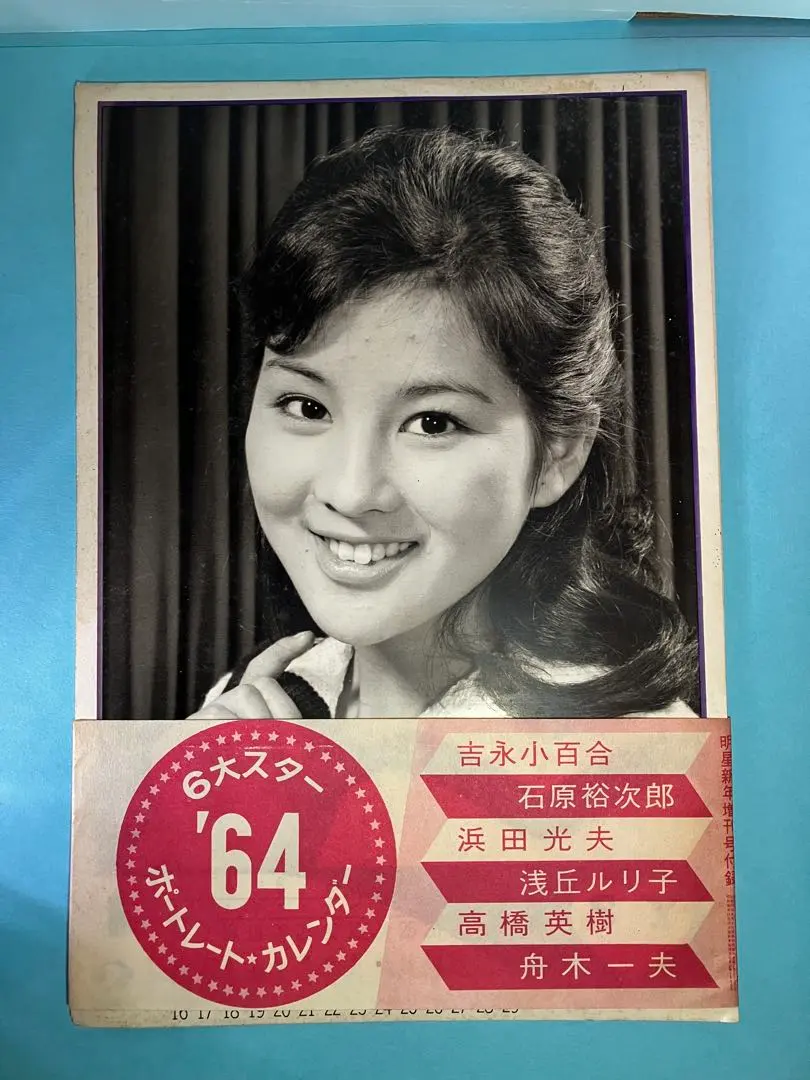 6大スター
'64
ポートレート★カレンダー
吉永小百合
石原裕次郎
浜田光夫
浅丘ルリ子
高橋英樹
舟木一夫
明星新年増刊号付録
16 17 18 19 20 21 22 23 24 25 26 27 28 29